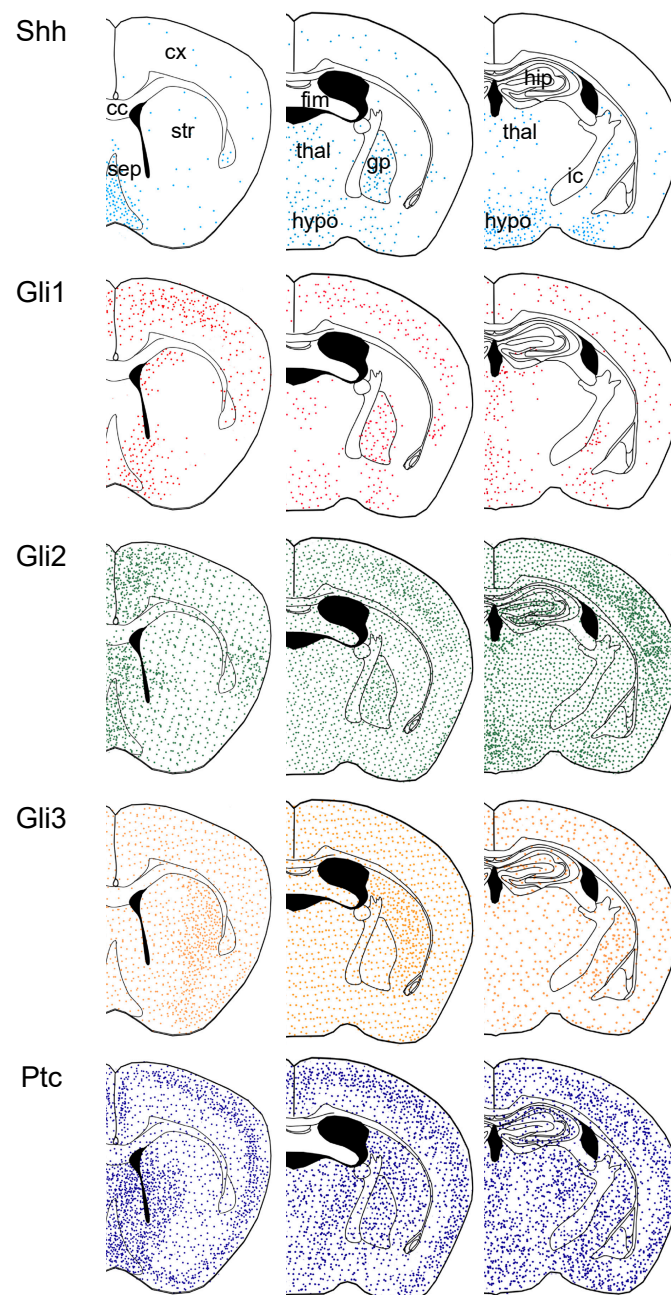 Shh
cx
cc
str
sep
fim
thal
gp
hypo
hip
thal
ic
hypo
Gli1
Gli2
Gli3
Ptc